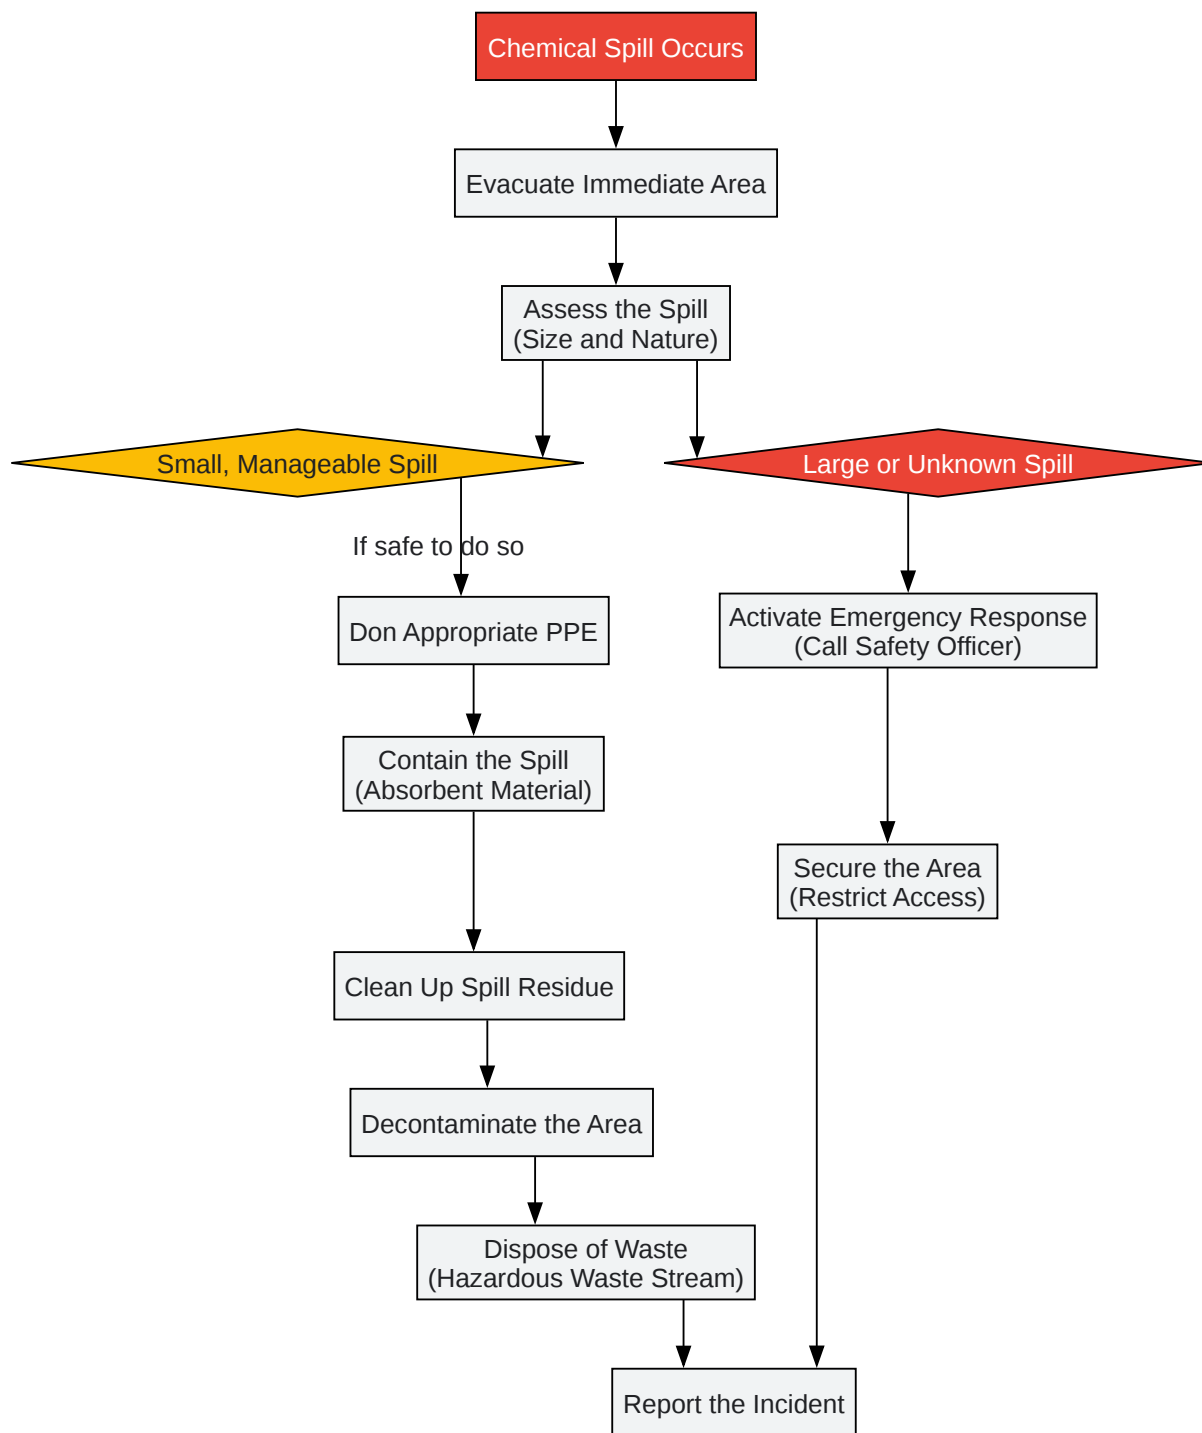 Chemical Spill Occurs
Evacuate Immediate Area
Assess the Spill
(Size and Nature)
Small, Manageable Spill
Large or Unknown Spill
If safe to do so
Don Appropriate PPE
Activate Emergency Response
(Call Safety Officer)
Contain the Spill
(Absorbent Material)
Secure the Area
(Restrict Access)
Clean Up Spill Residue
Decontaminate the Area
Dispose of Waste
(Hazardous Waste Stream)
Report the Incident